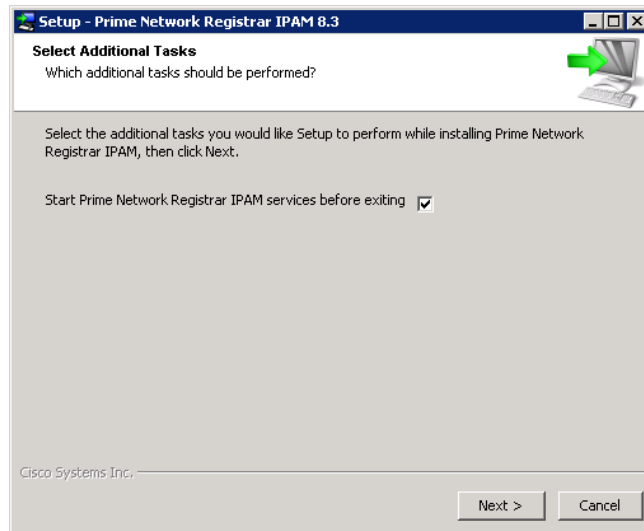 Setup - Prime Network Registrar IPAM 8.3
Select Additional Tasks
Which additional tasks should be performed?
Select the additional tasks you would like Setup to perform while installing Prime Network
Registrar IPAM, then click Next.
Start Prime Network Registrar IPAM services before exiting
Cisco Systems Inc.
Next >
Cancel